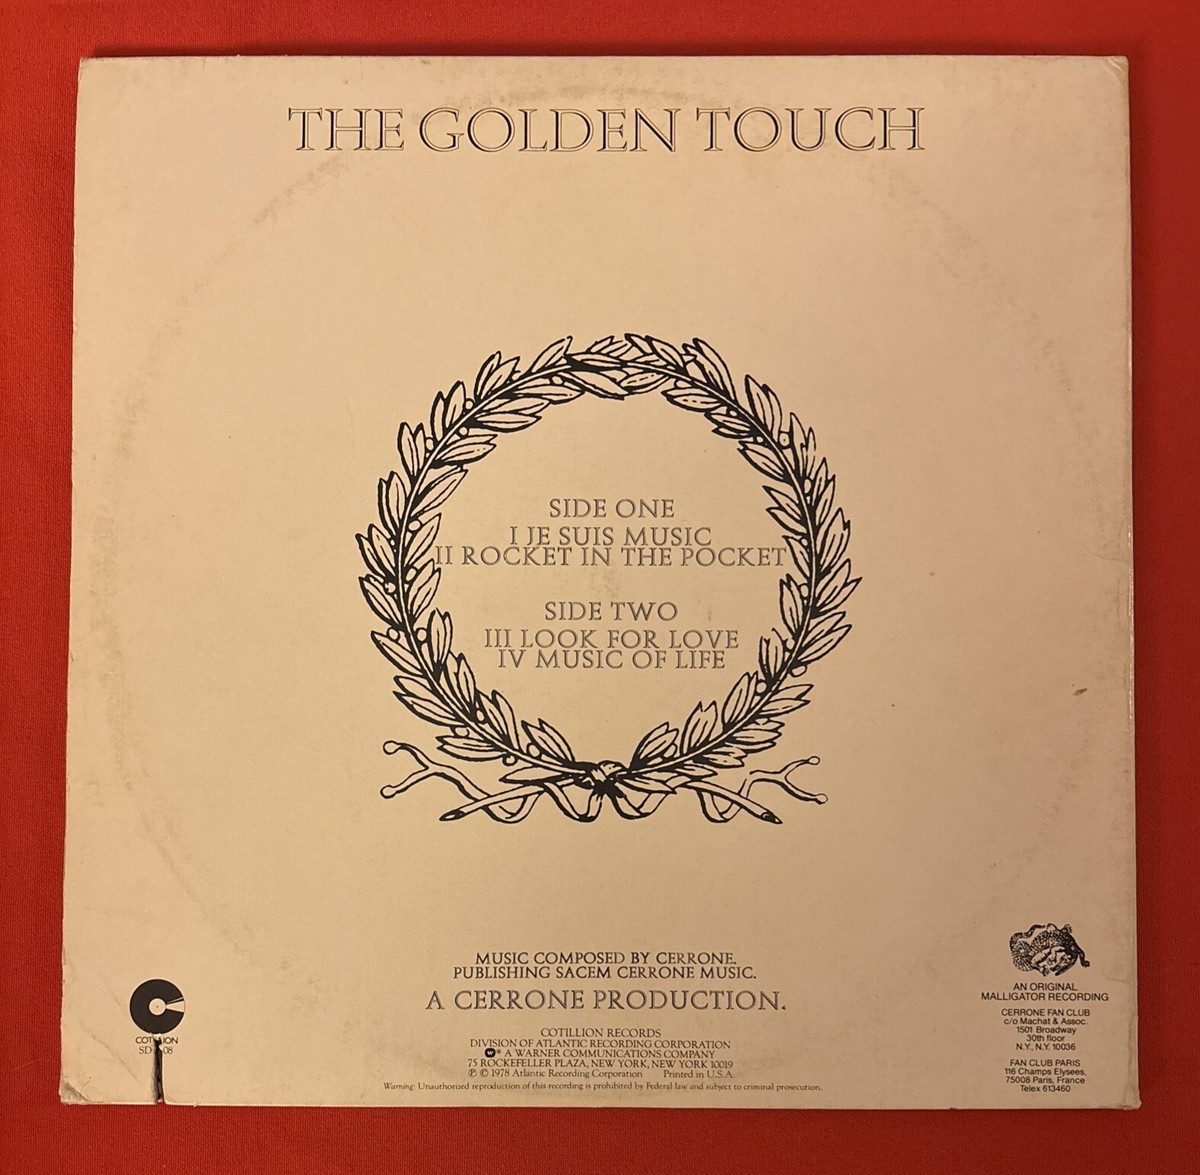 THE GOLDEN TOUCH
SIDE ONE
I JE SUIS MUSIC
II ROCKET IN THE POCKET
SIDE TWO
III LOOK FOR LOVE
IV MUSIC OF LIFE
MUSIC COMPOSED BY CERRONE.
PUBLISHING SACEM CERRONE MUSIC.
A CERRONE PRODUCTION.
COTILLION RECORDS
DIVISION OF ATLANTIC RECORDING CORPORATION
A WARNER COMMUNICATIONS COMPANY
75 ROCKEFELLER PLAZA, NEW YORK, NEW YORK 10019
℗ © 1978 Atlantic Recording Corporation Printed in U.S.A.
Warning: Unauthorized reproduction of this recording is prohibited by Federal law and subject to criminal prosecution.
SD
AN ORIGINAL
MALLIGATOR RECORDING
CERRONE FAN CLUB
c/o Machat & Assoc.
1501 Broadway
30th floor
N.Y., N.Y. 10036
FAN CLUB PARIS
116 Champs Elysees,
75008 Paris, France
Telex 613460